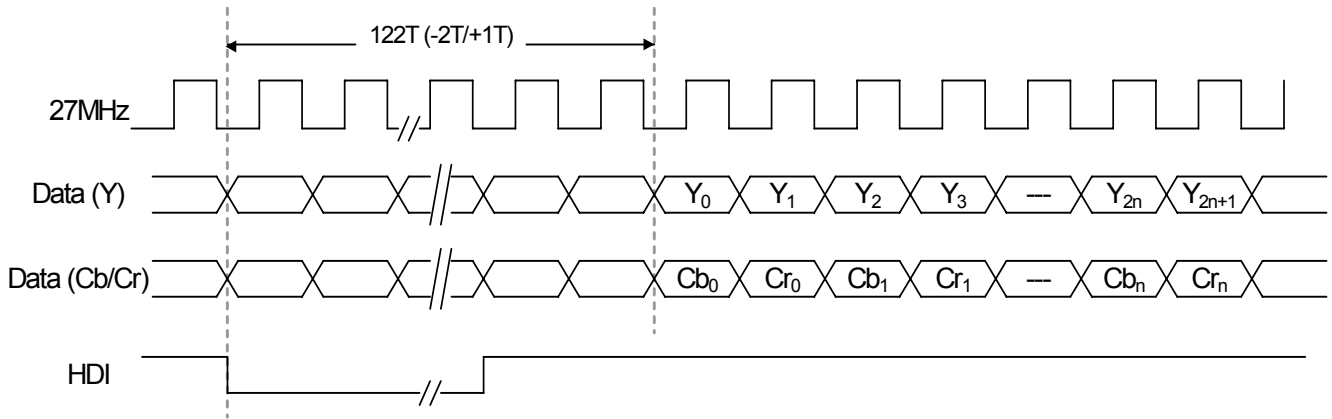 122T (-2T/+1T)
27MHz
Data (Y) Y0 Y1 Y2 Y3 --- Y2n Y2n+1
Data (Cb/Cr) Cb0 Cr0 Cb1 Cr1 --- Cbn Crn
HDI